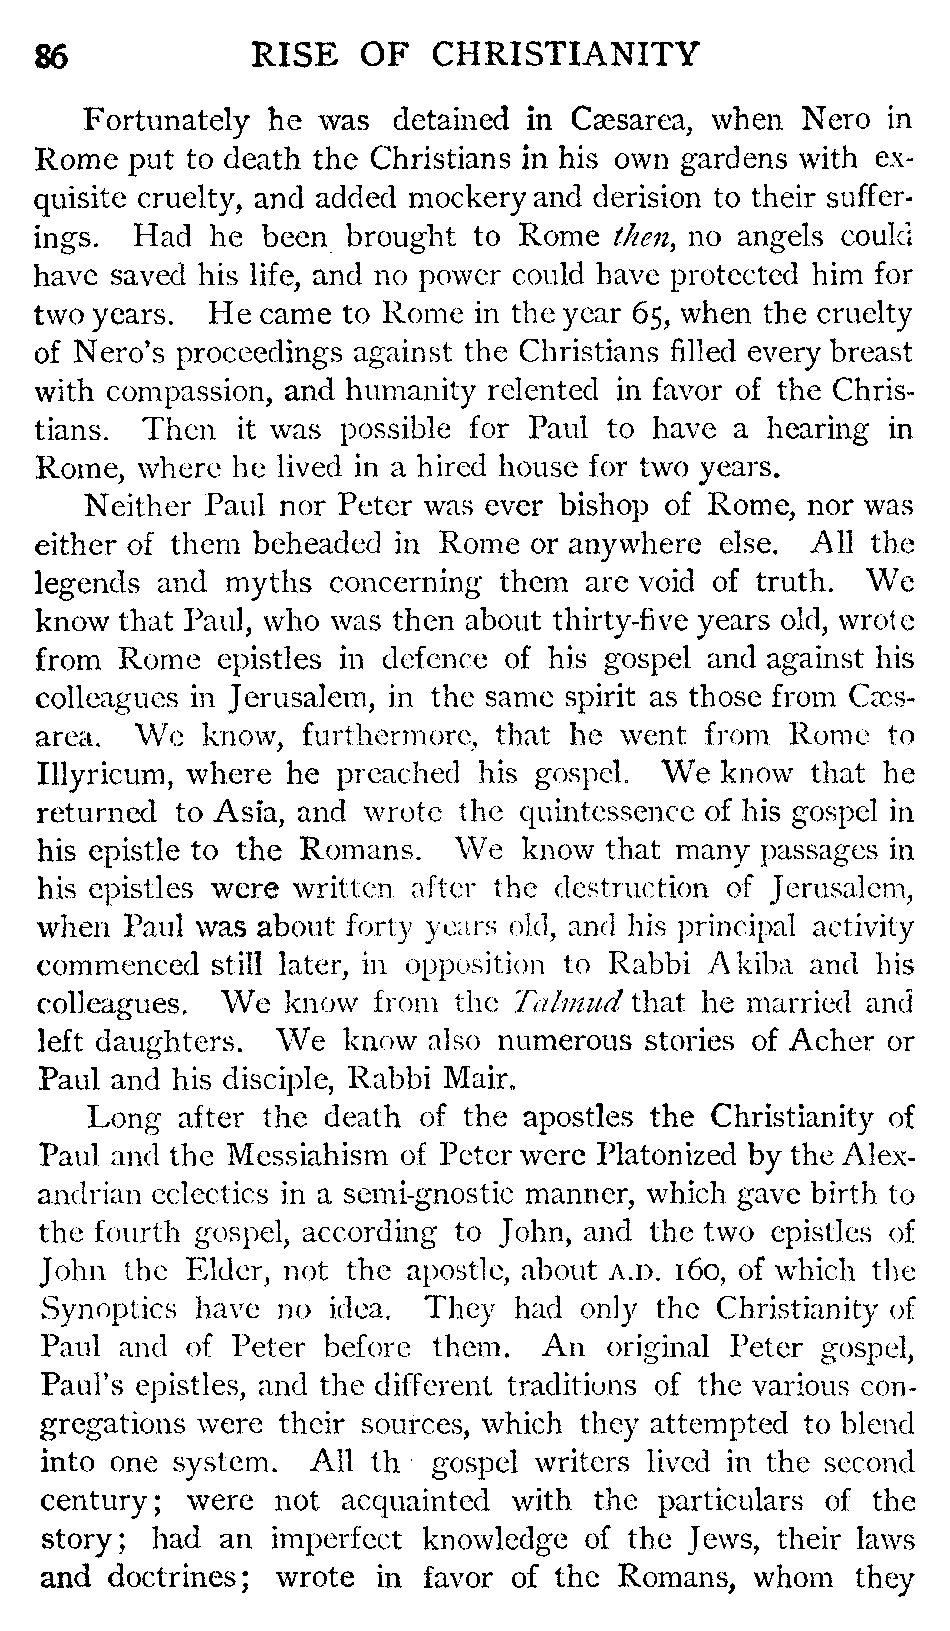 86 RISE OF CHRISTIANITY
Fortunately he was detained in Cæsarea, when Nero in
Rome put to death the Christians in his own gardens with ex-
quisite cruelty, and added mockery and derision to their suffer-
ings. Had he been brought to Rome then, no angels could
have saved his life, and no power could have protected him for
two years. He came to Rome in the year 65, when the cruelty
of Nero's proceedings against the Christians filled every breast
with compassion, and humanity relented in favor of the Chris-
tians. Then it was possible for Paul to have a hearing in
Rome, where he lived in a hired house for two years.
Neither Paul nor Peter was ever bishop of Rome, nor was
either of them beheaded in Rome or anywhere else. All the
legends and myths concerning them are void of truth. We
know that Paul, who was then about thirty-five years old, wrote
from Rome epistles in defence of his gospel and against his
colleagues in Jerusalem, in the same spirit as those from Cæs-
area. We know, furthermore, that he went from Rome to
Illyricum, where he preached his gospel. We know that he
returned to Asia, and wrote the quintessence of his gospel in
his epistle to the Romans. We know that many passages in
his epistles were written after the destruction of Jerusalem,
when Paul was about forty years old, and his principal activity
commenced still later, in opposition to Rabbi Akiba and his
colleagues. We know from the Talmud that he married and
left daughters. We know also numerous stories of Acher or
Paul and his disciple, Rabbi Mair.
Long after the death of the apostles the Christianity of
Paul and the Messiahism of Peter were Platonized by the Alex-
andrian eclectics in a semi-gnostic manner, which gave birth to
the fourth gospel, according to John, and the two epistles of
John the Elder, not the apostle, about A.D. 160, of which the
Synoptics have no idea. They had only the Christianity of
Paul and of Peter before them. An original Peter gospel,
Paul's epistles, and the different traditions of the various con-
gregations were their sources, which they attempted to blend
into one system. All th gospel writers lived in the second
century; were not acquainted with the particulars of the
story; had an imperfect knowledge of the Jews, their laws
and doctrines; wrote in favor of the Romans, whom they